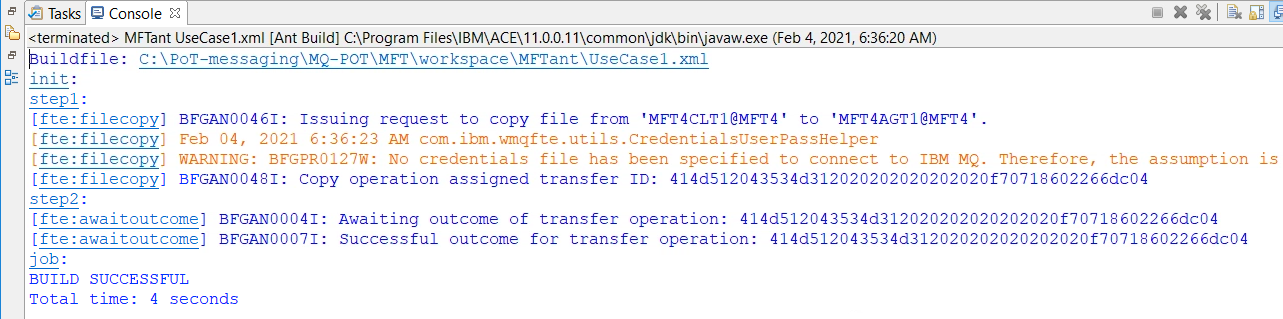 Tasks Console
<terminated> MFTant UseCase1.xml [Ant Build] C:\Program Files\IBM\ACE\11.0.0.11\common\jdk\bin\javaw.exe (Feb 4, 2021, 6:36:20 AM)
Buildfile: C:\PoT-messaging\MQ-POT\MFT\workspace\MFTant\UseCase1.xml
init:
step1:
[fte:filecopy] BFGAN0046I: Issuing request to copy file from 'MFT4CLT1@MFT4' to 'MFT4AGT1@MFT4'.
[fte:filecopy] Feb 04, 2021 6:36:23 AM com.ibm.wmqfte.utils.CredentialsUserPassHelper
[fte:filecopy] WARNING: BFGPR0127W: No credentials file has been specified to connect to IBM MQ. Therefore, the assumption is
[fte:filecopy] BFGAN0048I: Copy operation assigned transfer ID: 414d512043534d312020202020202020f70718602266dc04
step2:
[fte:awaitoutcome] BFGAN0004I: Awaiting outcome of transfer operation: 414d512043534d312020202020202020f70718602266dc04
[fte:awaitoutcome] BFGAN0007I: Successful outcome for transfer operation: 414d512043534d312020202020202020f70718602266dc04
job:
BUILD SUCCESSFUL
Total time: 4 seconds